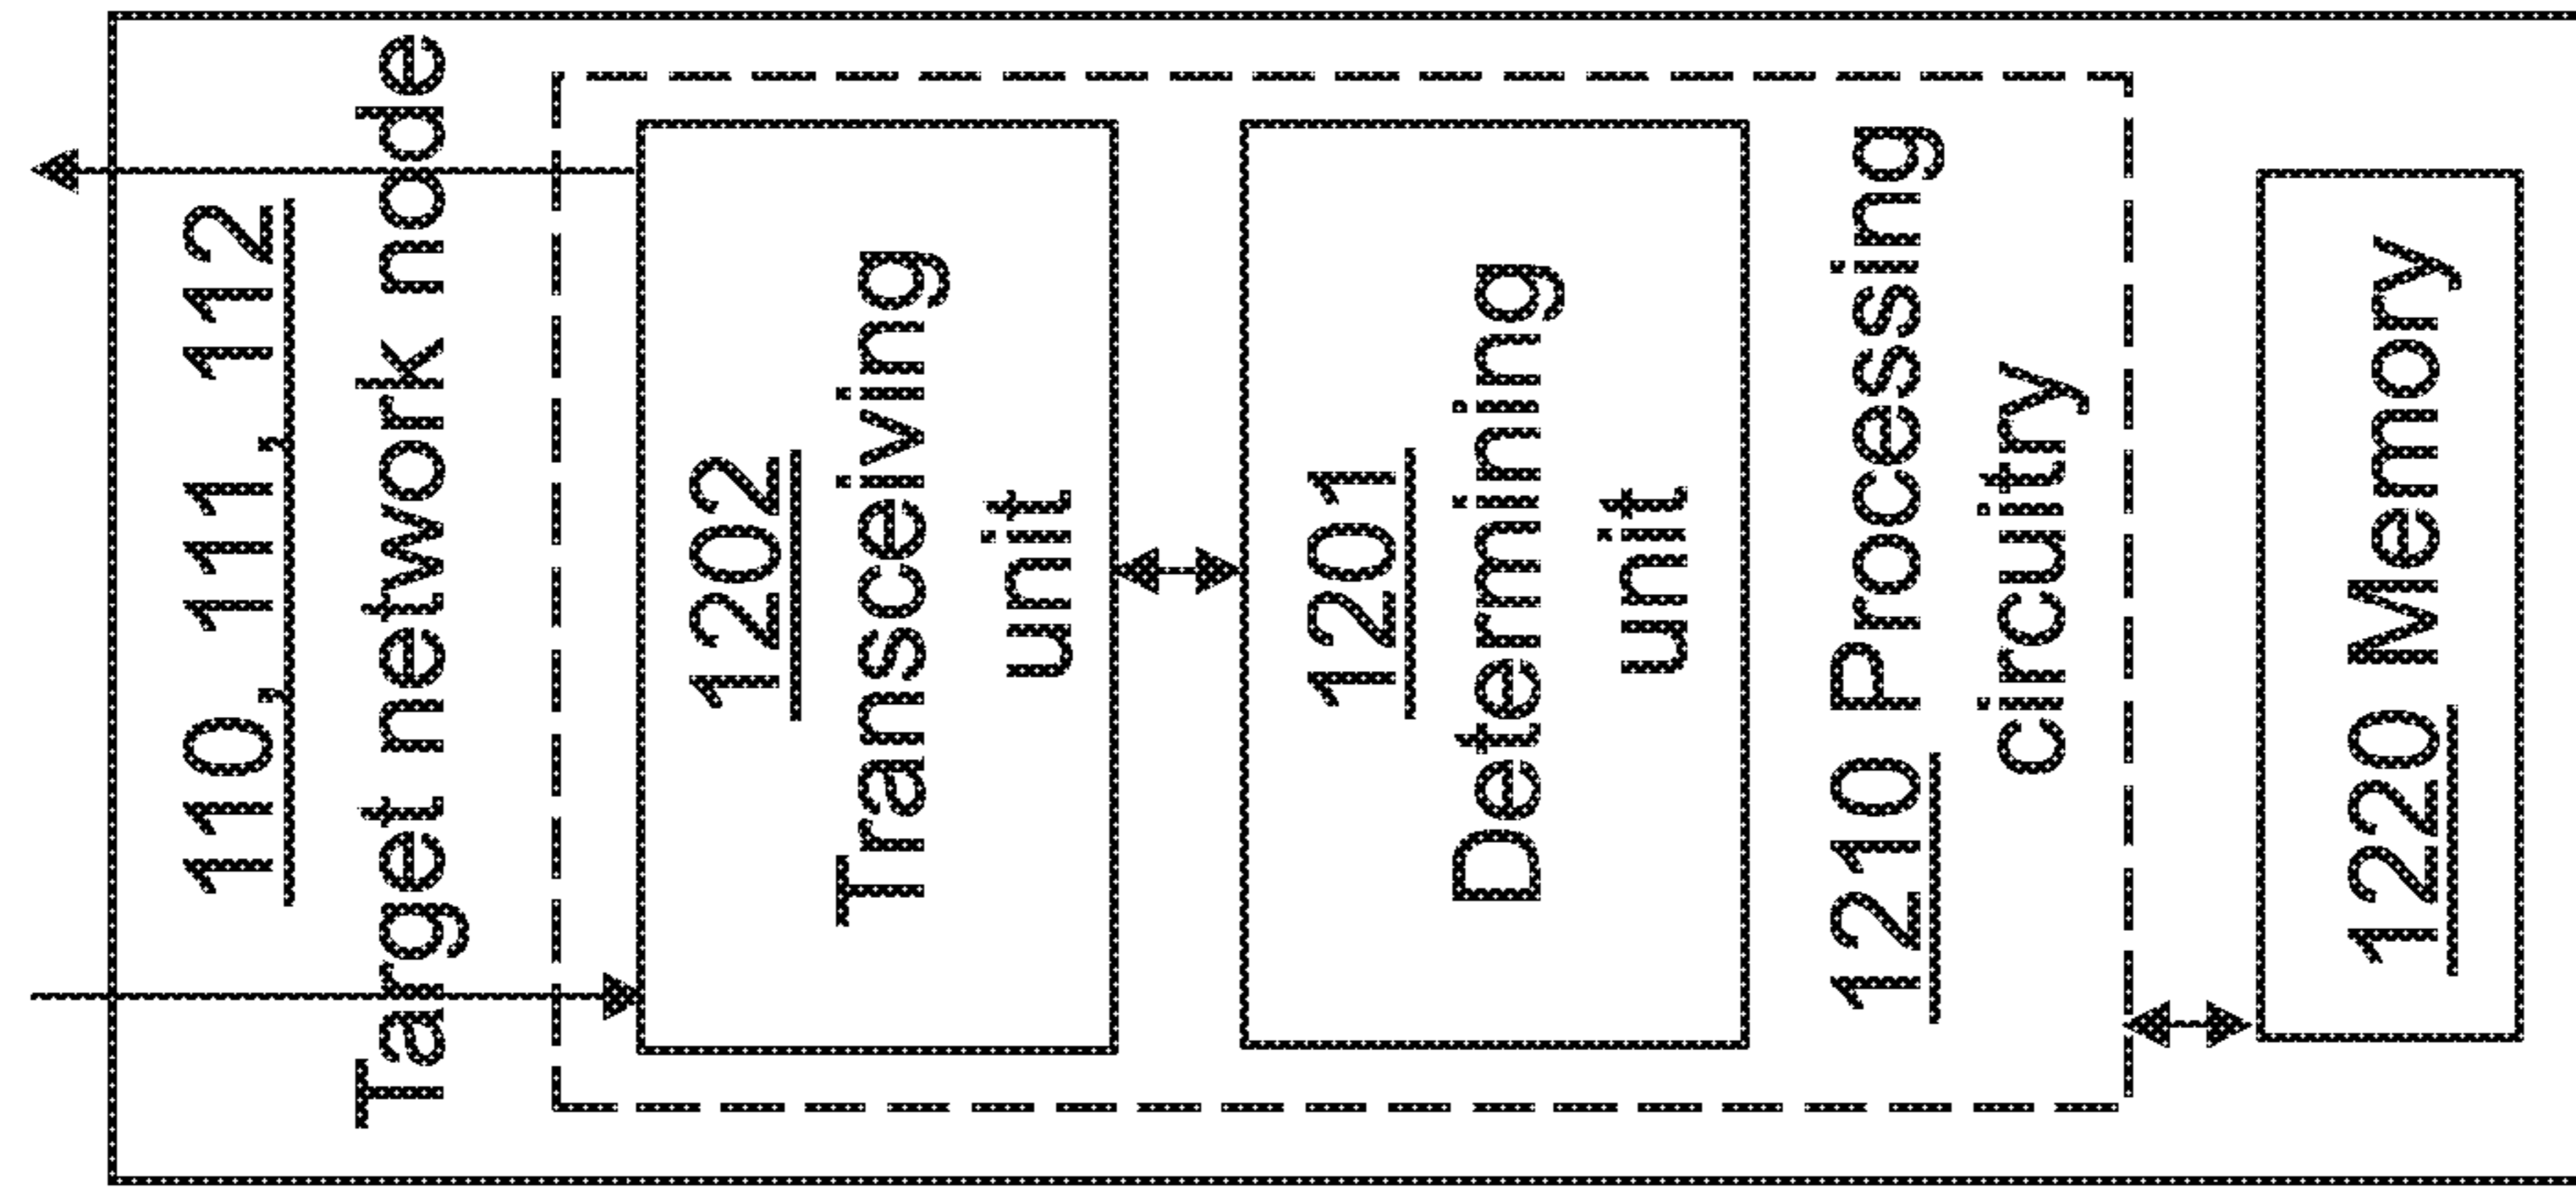 110, 111, 112
Target network node
1202
Transceiving
unit
1201
Determining
unit
1210 Processing
circuitry
1220 Memory